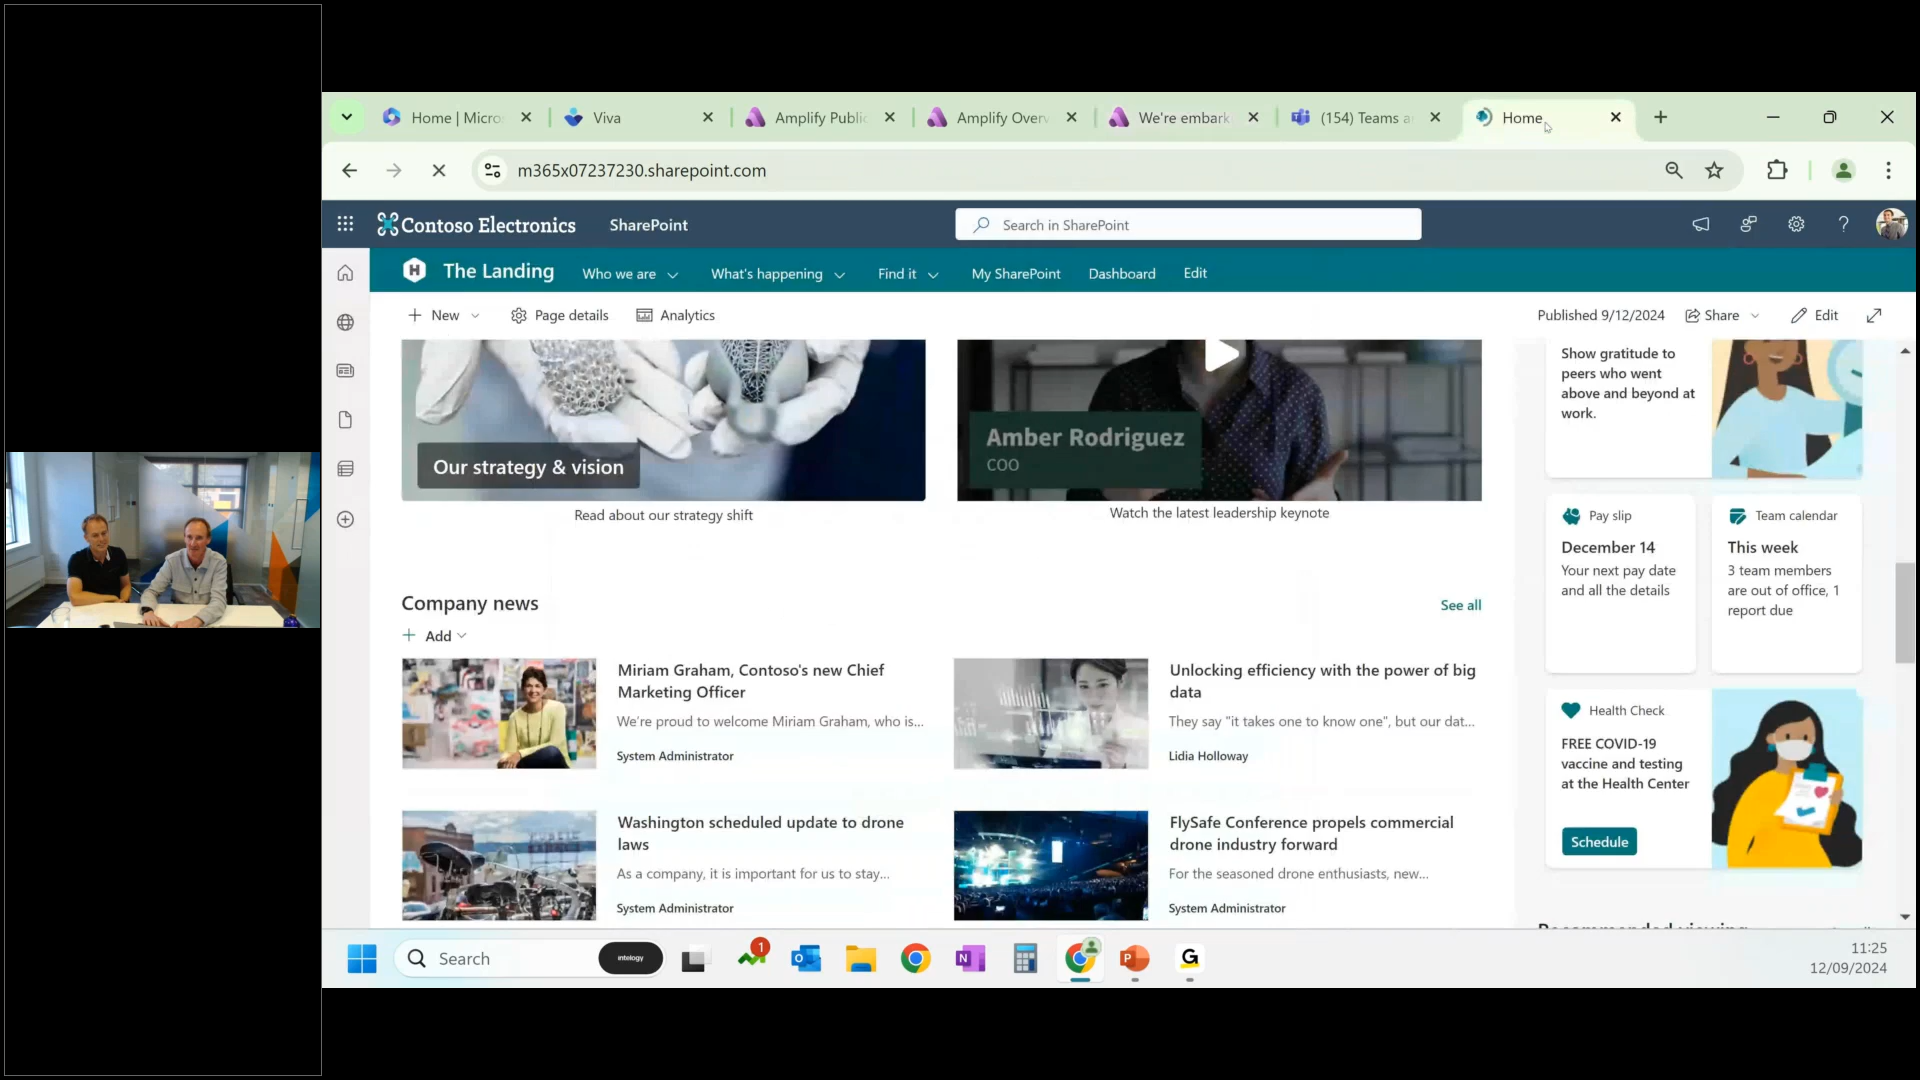 Home | Micro
Viva
Amplify Public
Amplify Overv
We're embark
(154) Teams a
Home
m365x07237230.sharepoint.com
Contoso Electronics
SharePoint
Search in SharePoint
H
The Landing
Who we are
What's happening
Find it
My SharePoint
Dashboard
Edit
New
Page details
Analytics
Published 9/12/2024
Share
Edit
Our strategy & vision
Read about our strategy shift
Amber Rodriguez
COO
Watch the latest leadership keynote
Show gratitude to
peers who went
above and beyond at
work.
Pay slip
December 14
Your next pay date
and all the details
Team calendar
This week
3 team members
are out of office, 1
report due
Company news
See all
Add
Miriam Graham, Contoso's new Chief
Marketing Officer
We're proud to welcome Miriam Graham, who is...
System Administrator
Unlocking efficiency with the power of big
data
They say "it takes one to know one", but our dat...
Lidia Holloway
Washington scheduled update to drone
laws
As a company, it is important for us to stay...
System Administrator
FlySafe Conference propels commercial
drone industry forward
For the seasoned drone enthusiasts, new...
System Administrator
Health Check
FREE COVID-19
vaccine and testing
at the Health Center
Schedule
Recommended viewing
Search
intelogy
1
11:25
12/09/2024